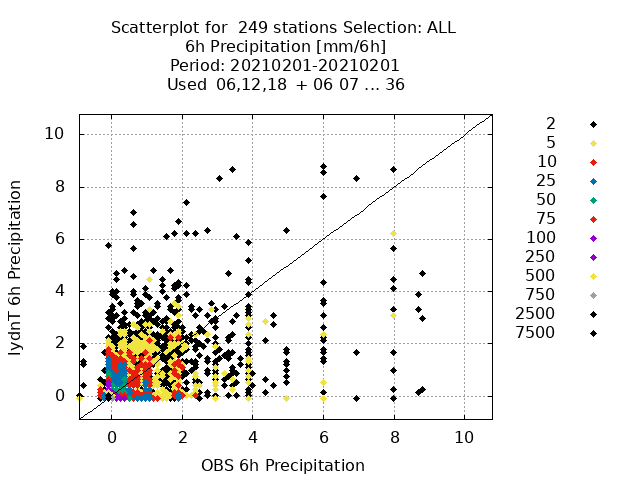 Scatterplot for  249 stations Selection: ALL
6h Precipitation [mm/6h]
Period: 20210201-20210201
Used  06,12,18  + 06 07 ... 36
IydnT 6h Precipitation
10
8
6
4
2
0
0 2 4 6 8 10
OBS 6h Precipitation
2
5
10
25
50
75
100
250
500
750
2500
7500